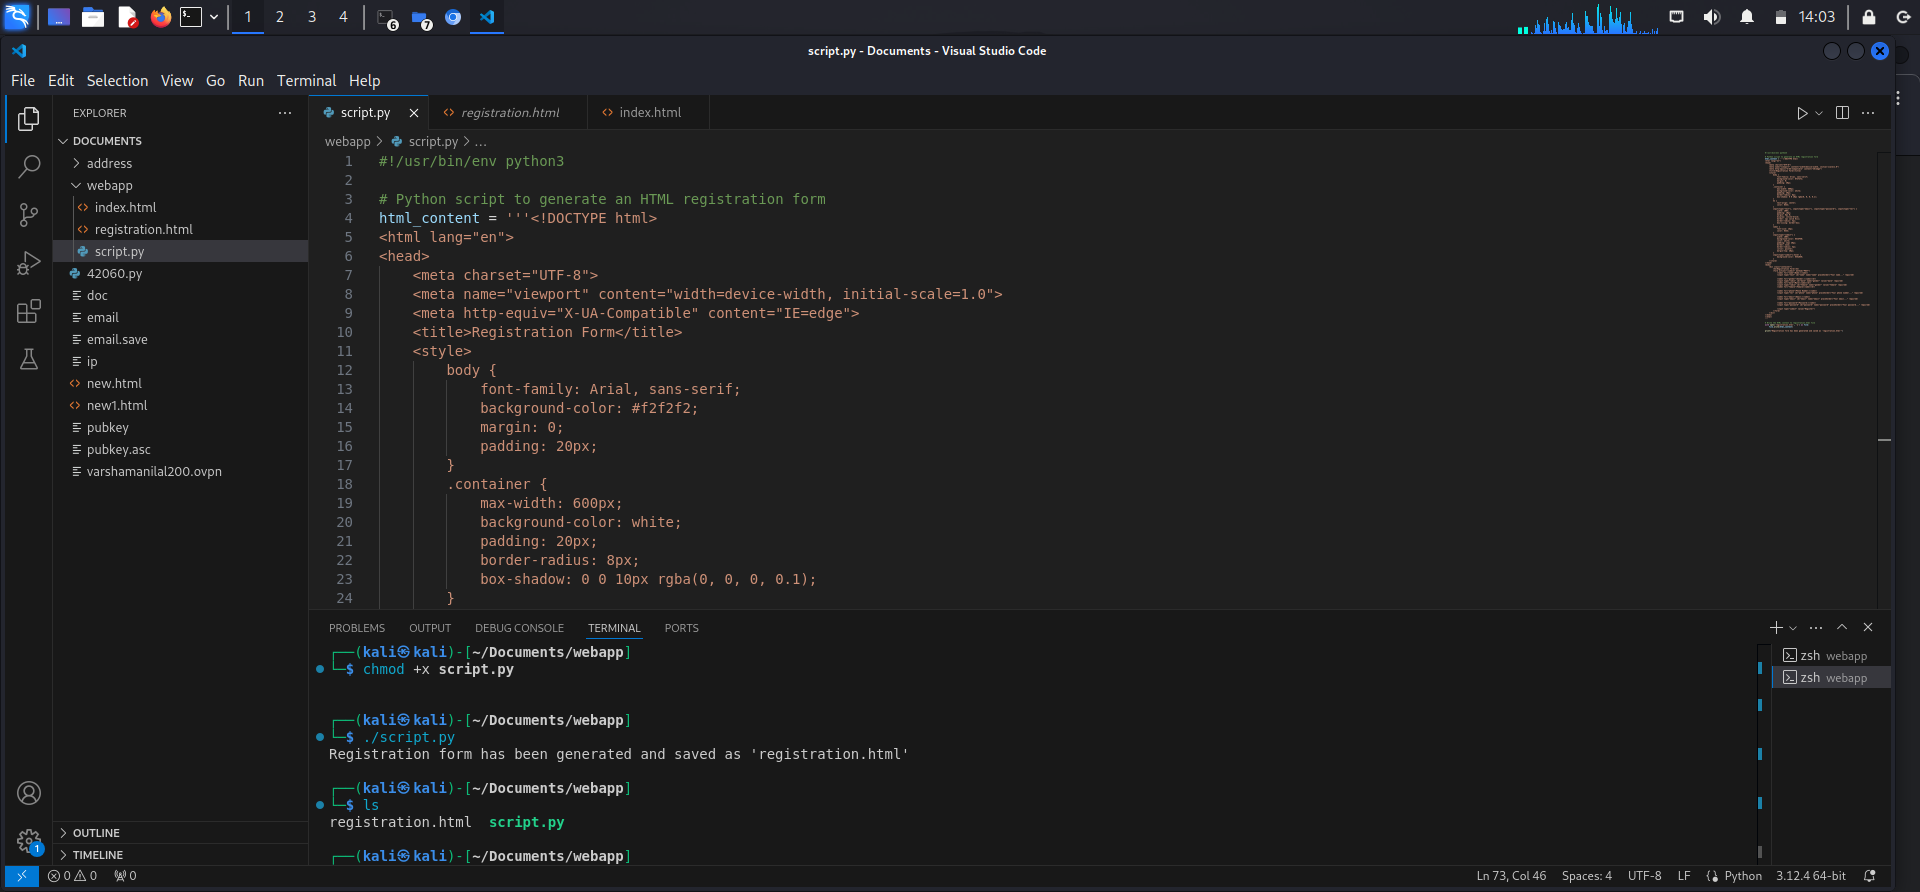 1
2
3
4
6
7
14:03
script.py - Documents - Visual Studio Code
File Edit Selection View Go Run Terminal Help
EXPLORER
DOCUMENTS
address
webapp
index.html
registration.html
script.py
42060.py
doc
email
email.save
ip
new.html
new1.html
pubkey
pubkey.asc
varshamanilal200.ovpn
OUTLINE
TIMELINE
1
script.py
registration.html
index.html
webapp > script.py > ...
1 #!/usr/bin/env python3
2
3 # Python script to generate an HTML registration form
4 html_content = '''<!DOCTYPE html>
5 <html lang="en">
6 <head>
7 <meta charset="UTF-8">
8 <meta name="viewport" content="width=device-width, initial-scale=1.0">
9 <meta http-equiv="X-UA-Compatible" content="IE=edge">
10 <title>Registration Form</title>
11 <style>
12 body {
13 font-family: Arial, sans-serif;
14 background-color: #f2f2f2;
15 margin: 0;
16 padding: 20px;
17 }
18 .container {
19 max-width: 600px;
20 background-color: white;
21 padding: 20px;
22 border-radius: 8px;
23 box-shadow: 0 0 10px rgba(0, 0, 0, 0.1);
24 }
PROBLEMS OUTPUT DEBUG CONSOLE TERMINAL PORTS
┌──(kali㉿kali)-[~/Documents/webapp]
└─$ chmod +x script.py
┌──(kali㉿kali)-[~/Documents/webapp]
└─$ ./script.py
Registration form has been generated and saved as 'registration.html'
┌──(kali㉿kali)-[~/Documents/webapp]
└─$ ls
registration.html script.py
┌──(kali㉿kali)-[~/Documents/webapp]
zsh webapp
zsh webapp
0 0 0
Ln 73, Col 46 Spaces: 4 UTF-8 LF Python 3.12.4 64-bit